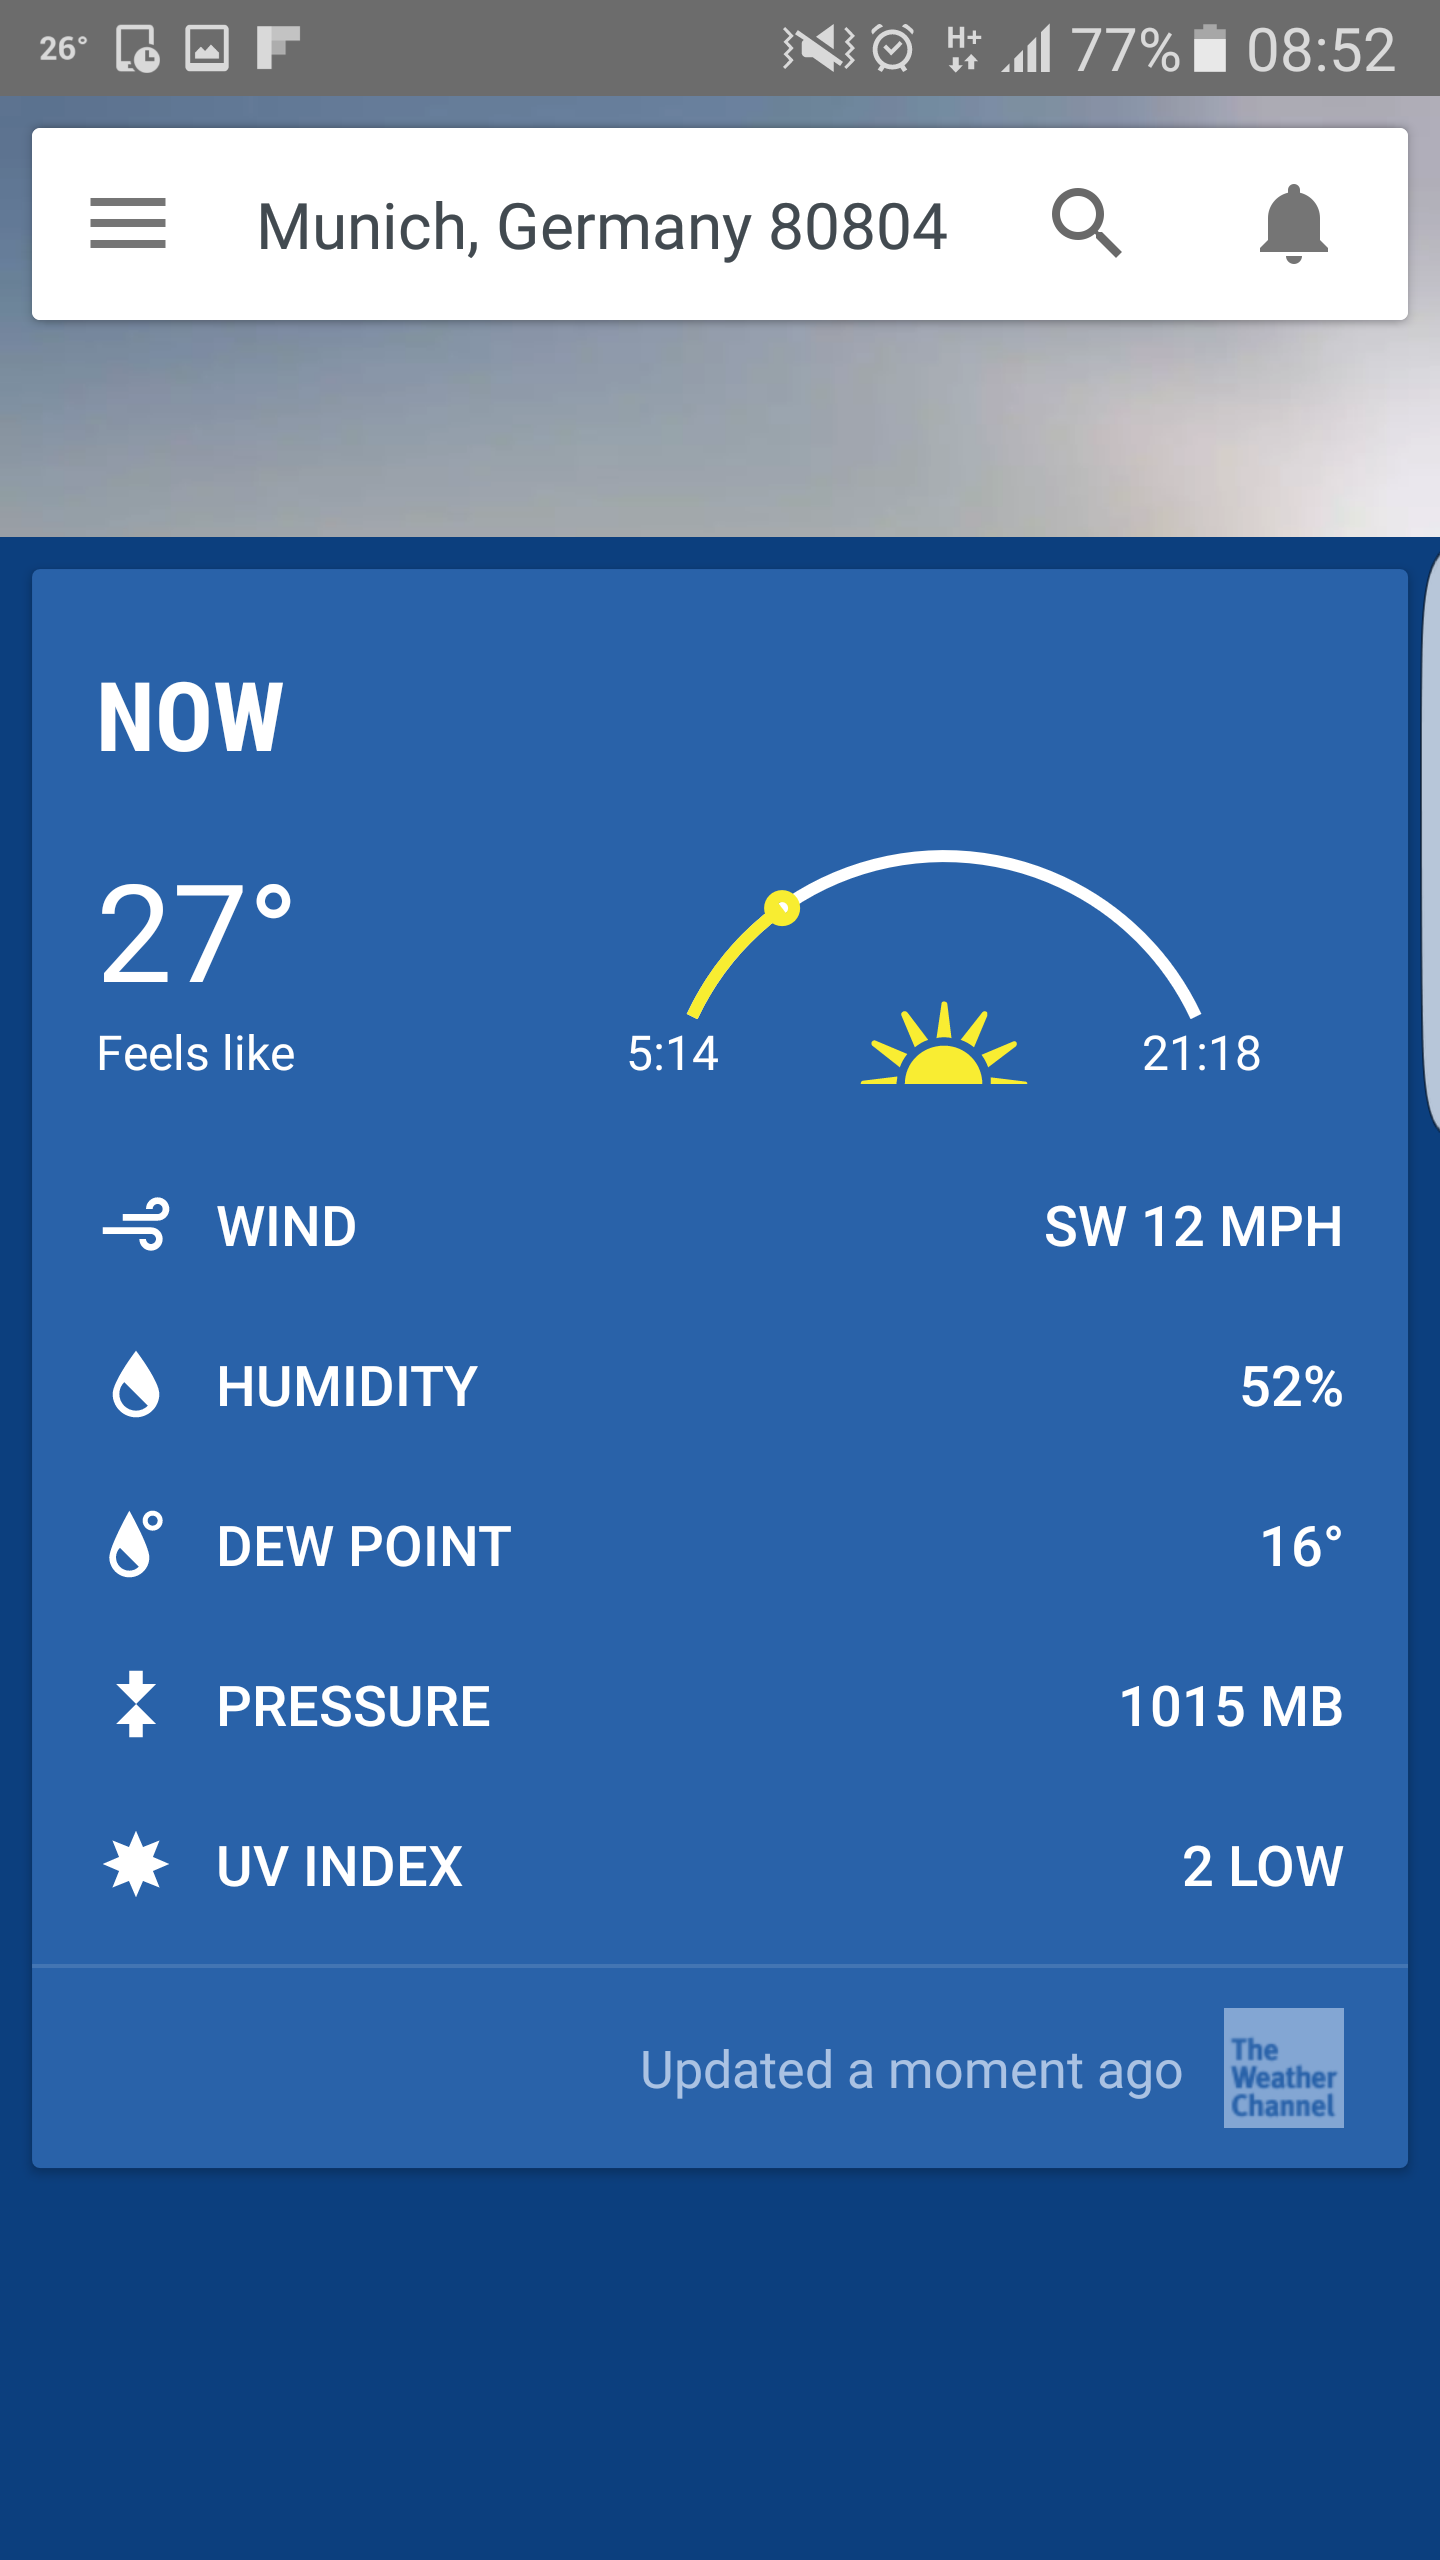 26° H+ 77% 08:52
Munich, Germany 80804
NOW
27°
Feels like
5:14 21:18
WIND SW 12 MPH
HUMIDITY 52%
DEW POINT 16°
PRESSURE 1015 MB
UV INDEX 2 LOW
Updated a moment ago
The
Weather
Channel